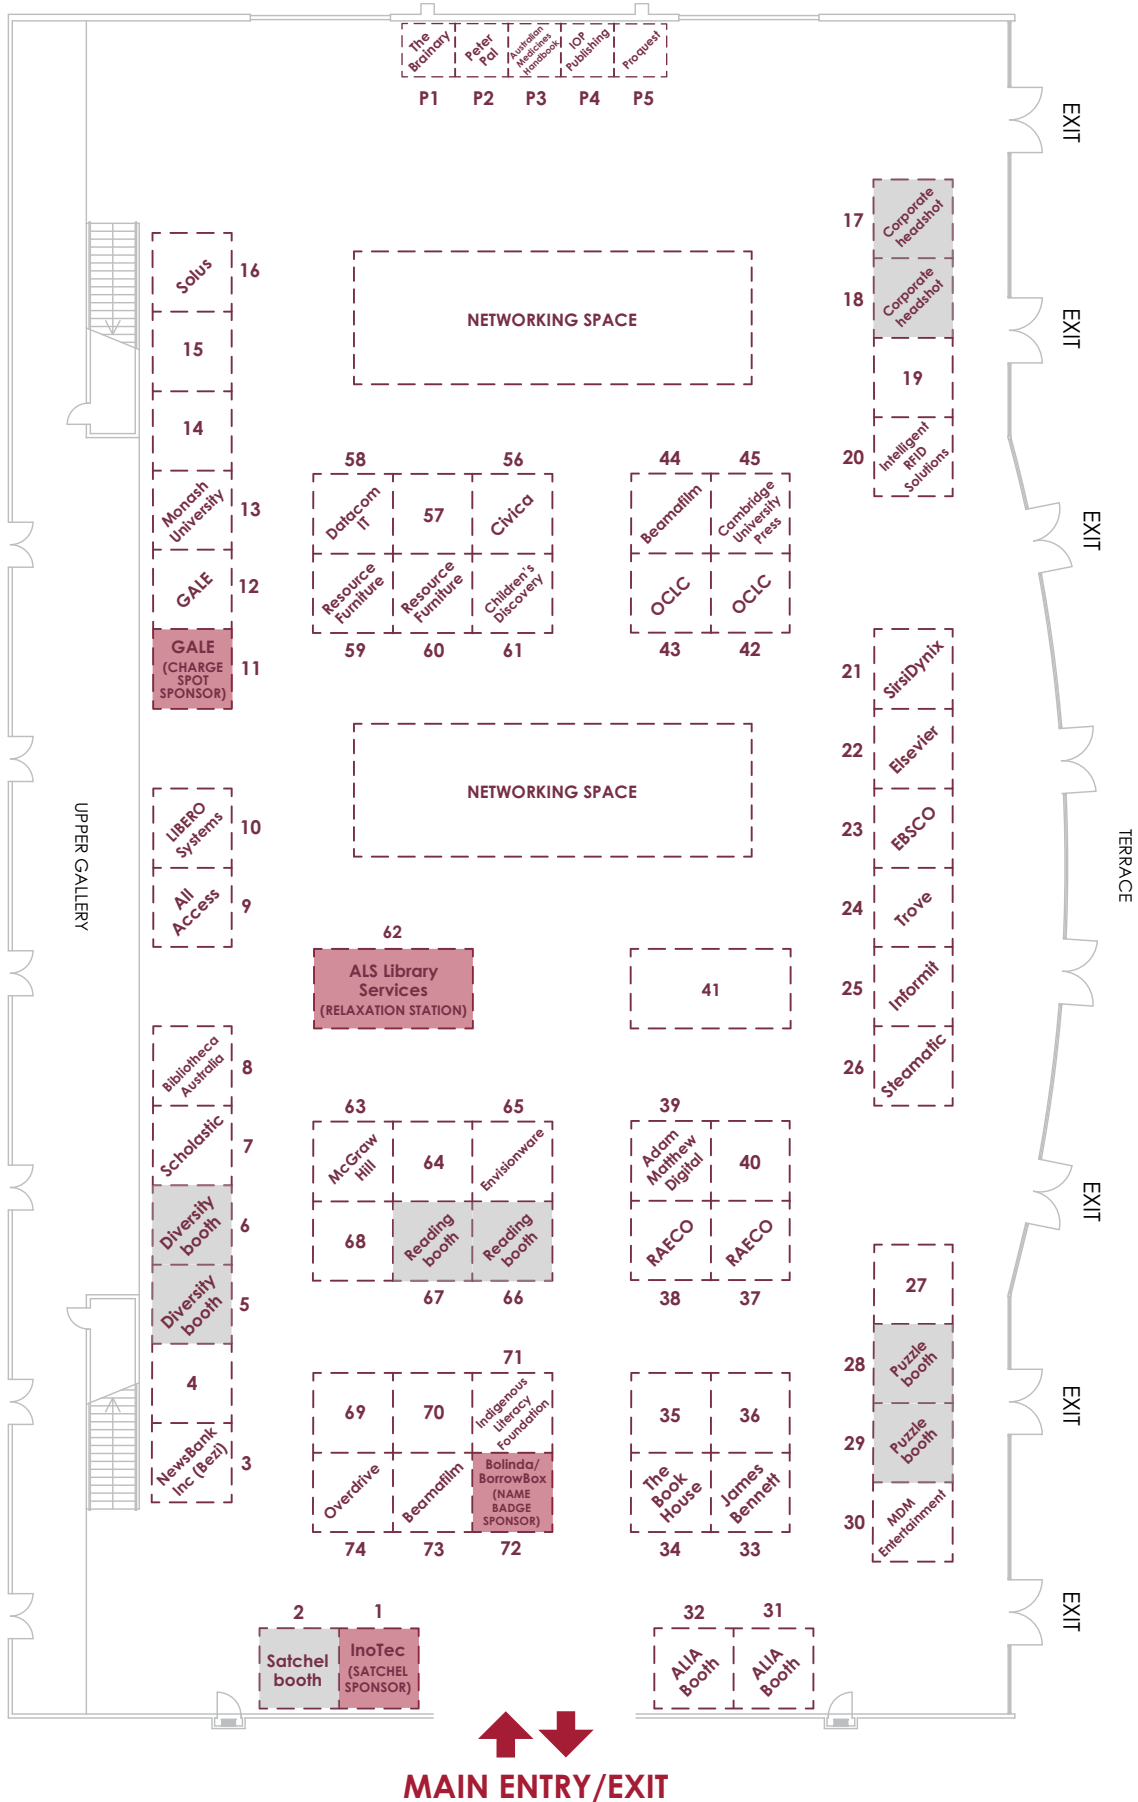 The
Brainary
Peter
Pal
Australian
Medicines
Handbook
IOP
Publishing
Proquest
P1 P2 P3 P4 P5
EXIT
17
Corporate
headshot
18
Corporate
headshot
EXIT
19
20
Intelligent
RFID
Solutions
Solus
16
15
14
Monash
University
13
GALE
12
GALE
(CHARGE
SPOT
SPONSOR)
11
NETWORKING SPACE
58 56
Datacom
IT
57
Civica
Resource
Furniture
Resource
Furniture
Children's
Discovery
59 60 61
44 45
Beamafilm
Cambridge
University
Press
OCLC
OCLC
43 42
EXIT
21
SirsiDynix
22
Elsevier
23
EBSCO
24
Trove
25
Informit
26
Steamatic
TERRACE
NETWORKING SPACE
UPPER GALLERY
LIBERO
Systems
10
All
Access
9
62
ALS Library
Services
(RELAXATION STATION)
41
Bibliotheca
Australia
8
Scholastic
7
Diversity
booth
6
Diversity
booth
5
4
NewsBank
Inc (Bezi)
3
63 65
McGraw
Hill
64
Envisionware
68
Reading
booth
Reading
booth
67 66
39
Adam
Matthew
Digital
40
RAECO
RAECO
38 37
EXIT
27
28
Puzzle
booth
29
Puzzle
booth
30
MDM
Entertainment
EXIT
71
69
70
Indigenous
Literacy
Foundation
Overdrive
Beamafilm
Bolinda/
BorrowBox
(NAME
BADGE
SPONSOR)
74 73 72
35
36
The
Book
House
James
Bennett
34 33
EXIT
2 1
Satchel
booth
InoTec
(SATCHEL
SPONSOR)
32 31
ALIA
Booth
ALIA
Booth
MAIN ENTRY/EXIT